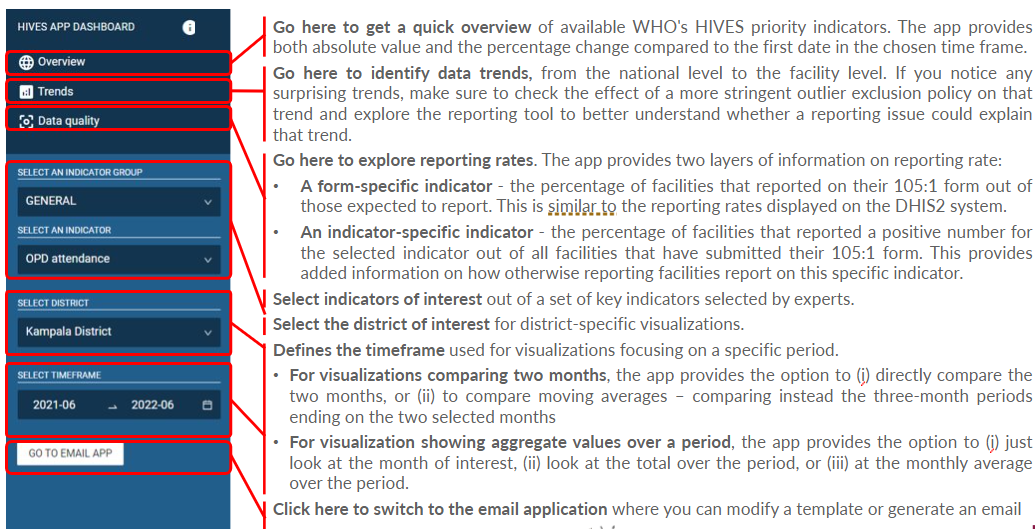 HIVES APP DASHBOARD
i
Overview
Trends
Data quality
SELECT AN INDICATOR GROUP
GENERAL
SELECT AN INDICATOR
OPD attendance
SELECT DISTRICT
Kampala District
SELECT TIMEFRAME
2021-06 → 2022-06
GO TO EMAIL APP
Go here to get a quick overview of available WHO's HIVES priority indicators. The app provides
both absolute value and the percentage change compared to the first date in the chosen time frame.
Go here to identify data trends, from the national level to the facility level. If you notice any
surprising trends, make sure to check the effect of a more stringent outlier exclusion policy on that
trend and explore the reporting tool to better understand whether a reporting issue could explain
that trend.
Go here to explore reporting rates. The app provides two layers of information on reporting rate:
• A form-specific indicator - the percentage of facilities that reported on their 105:1 form out of
those expected to report. This is similar to the reporting rates displayed on the DHIS2 system.
• An indicator-specific indicator - the percentage of facilities that reported a positive number for
the selected indicator out of all facilities that have submitted their 105:1 form. This provides
added information on how otherwise reporting facilities report on this specific indicator.
Select indicators of interest out of a set of key indicators selected by experts.
Select the district of interest for district-specific visualizations.
Defines the timeframe used for visualizations focusing on a specific period.
• For visualizations comparing two months, the app provides the option to (i) directly compare the
two months, or (ii) to compare moving averages – comparing instead the three-month periods
ending on the two selected months
• For visualization showing aggregate values over a period, the app provides the option to (i) just
look at the month of interest, (ii) look at the total over the period, or (iii) at the monthly average
over the period.
Click here to switch to the email application where you can modify a template or generate an email